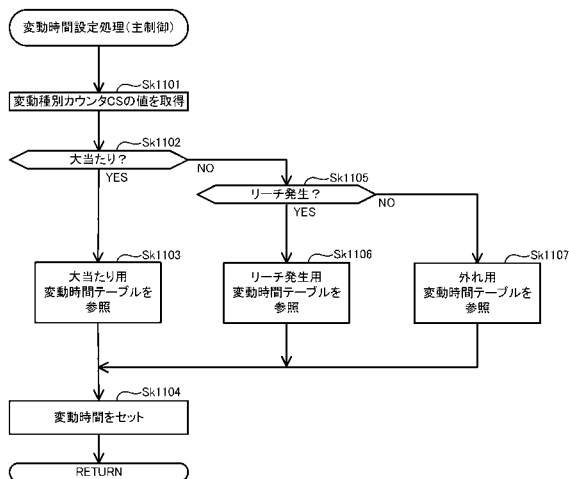 変動時間設定処理(主制御)
Sk1101
変動種別カウンタCSの値を取得
Sk1102
大当たり?
NO
YES
Sk1105
リーチ発生?
NO
YES
Sk1103
大当たり用
変動時間テーブルを
参照
Sk1106
リーチ発生用
変動時間テーブルを
参照
Sk1107
外れ用
変動時間テーブルを
参照
Sk1104
変動時間をセット
RETURN